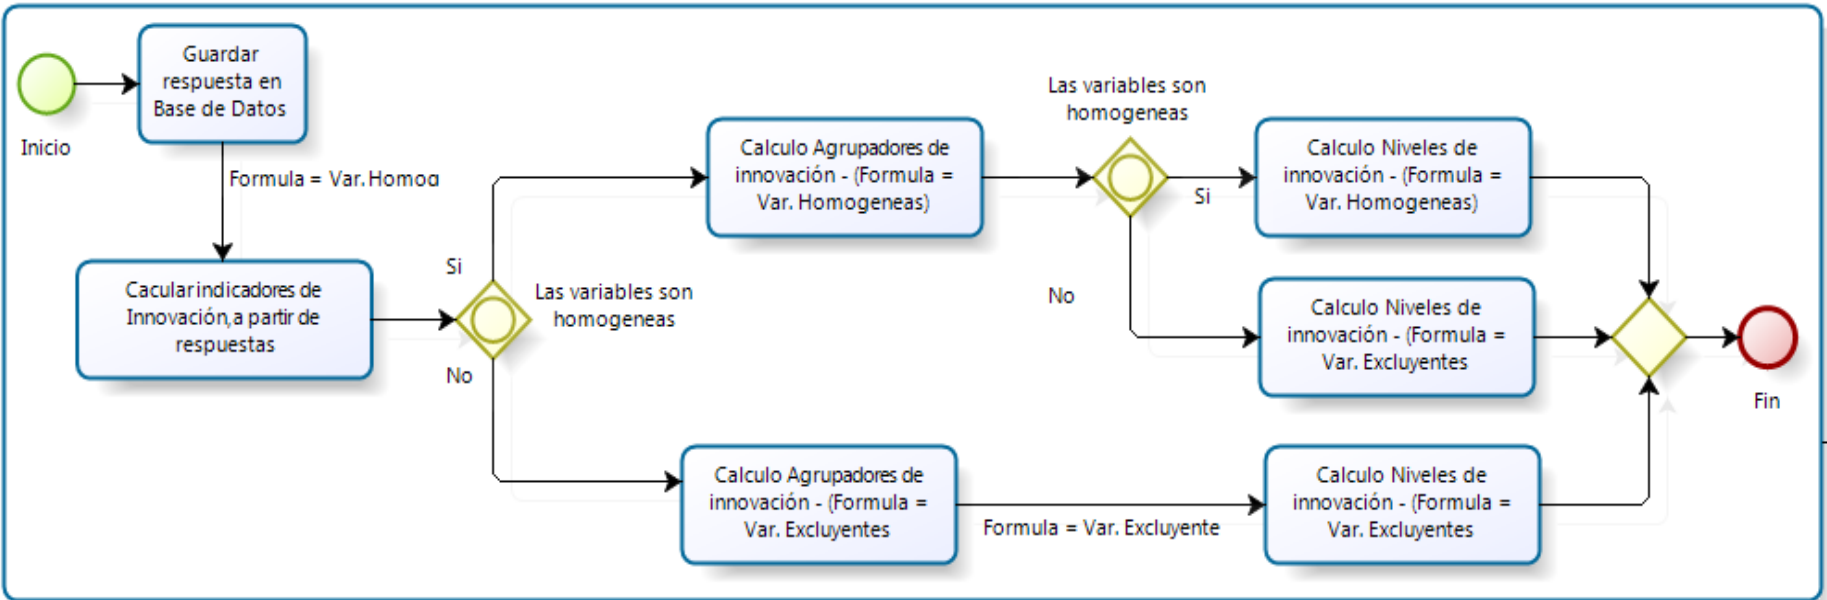 Guardar
respuesta en
Base de Datos
Inicio
Formula = Var. Homog
Cacular indicadores de
Innovación, a partir de
respuestas
Si
Las variables son
homogeneas
No
Calculo Agrupadores de
innovación - (Formula =
Var. Homogeneas)
Las variables son
homogeneas
Si
No
Calculo Niveles de
innovación - (Formula =
Var. Homogeneas)
Calculo Niveles de
innovación - (Formula =
Var. Excluyentes
Fin
Calculo Agrupadores de
innovación - (Formula =
Var. Excluyentes
Formula = Var. Excluyente
Calculo Niveles de
innovación - (Formula =
Var. Excluyentes